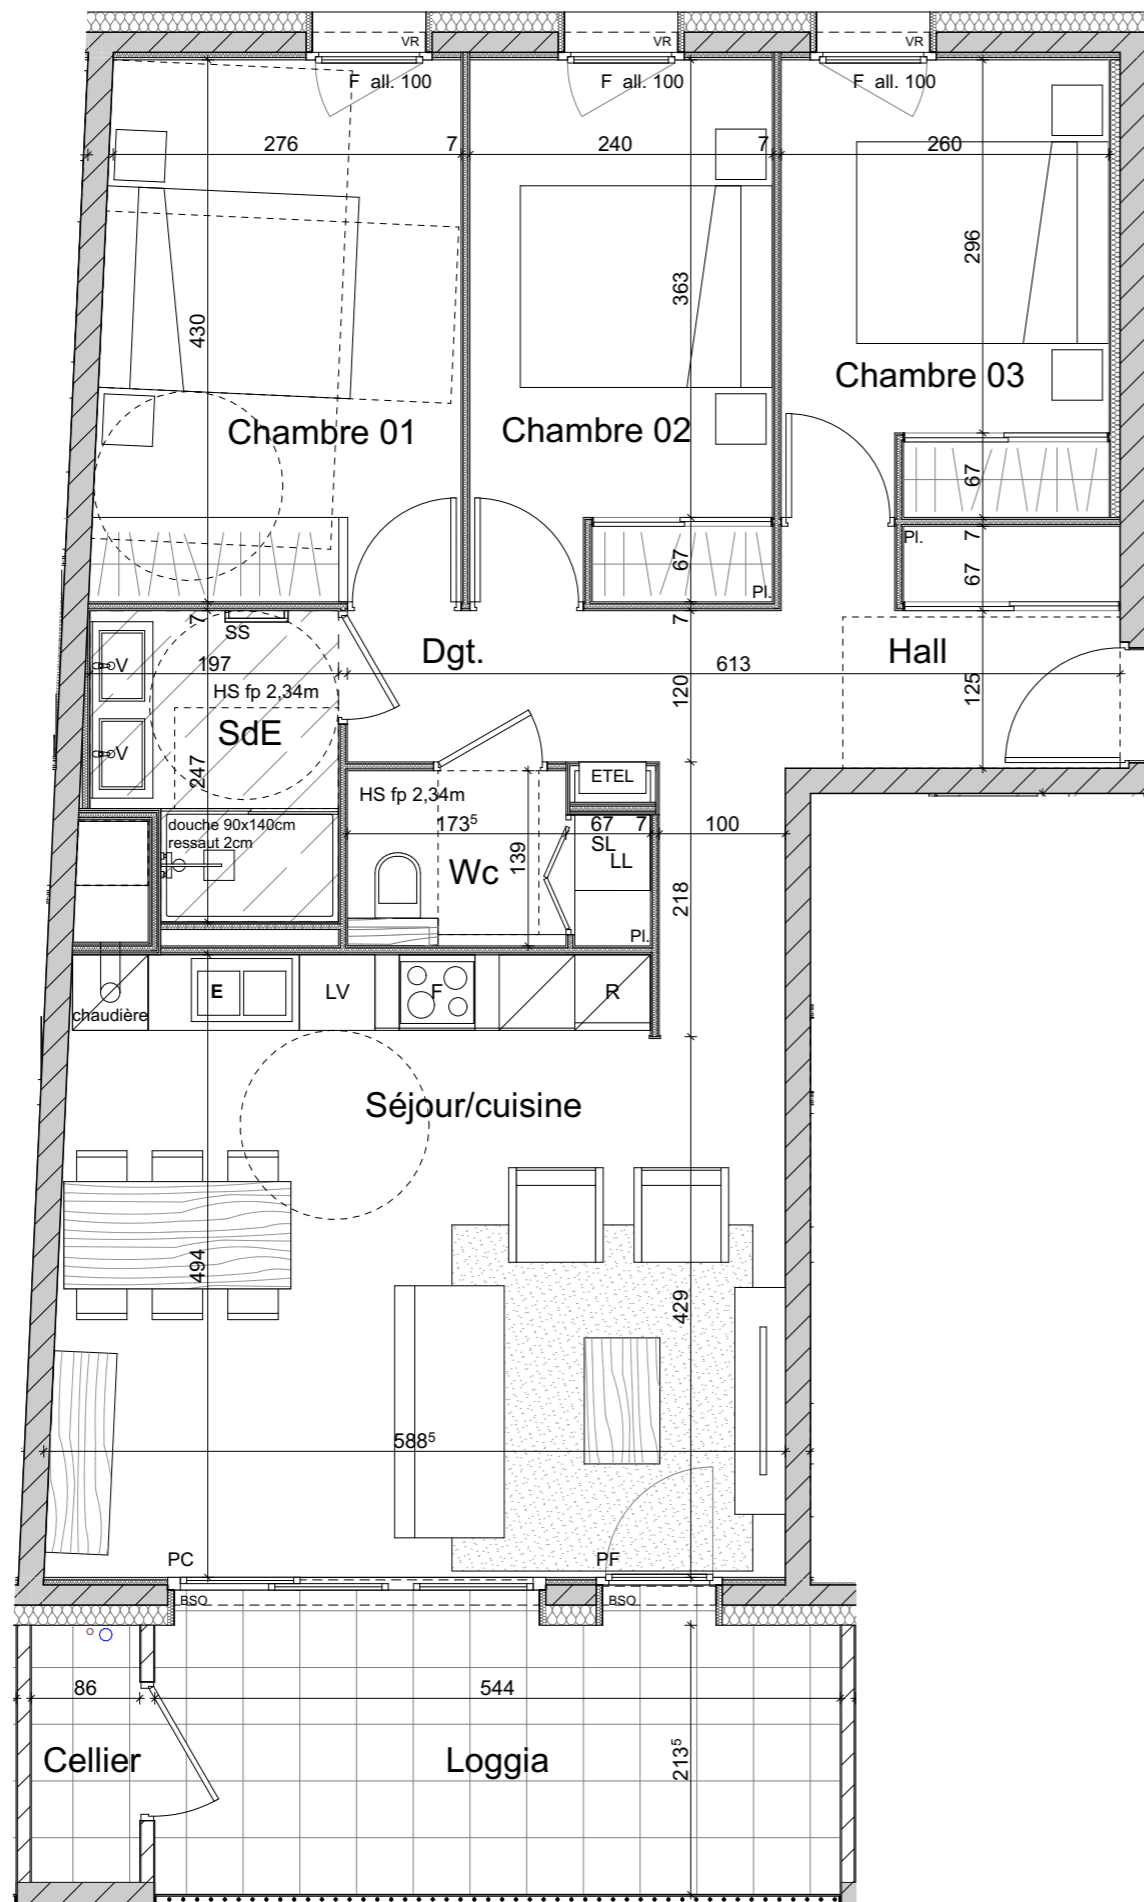 VR
VR
VR
F all. 100
F all. 100
F all. 100
276
7
240
7
260
296
363
430
Chambre 03
Chambre 01
Chambre 02
67
67
Pl.
7
67
Pl.
7
7
SS
Dgt.
Hall
V
197
613
HS fp 2,34m
120
125
SdE
V
247
ETEL
HS fp 2,34m
douche 90x140cm
ressaut 2cm
173⁵
67
7
100
SL
LL
139
Wc
218
Pl.
E
LV
F
R
chaudière
Séjour/cuisine
494
429
588⁵
PC
PF
BSO
BSO
86
544
Cellier
Loggia
213⁵